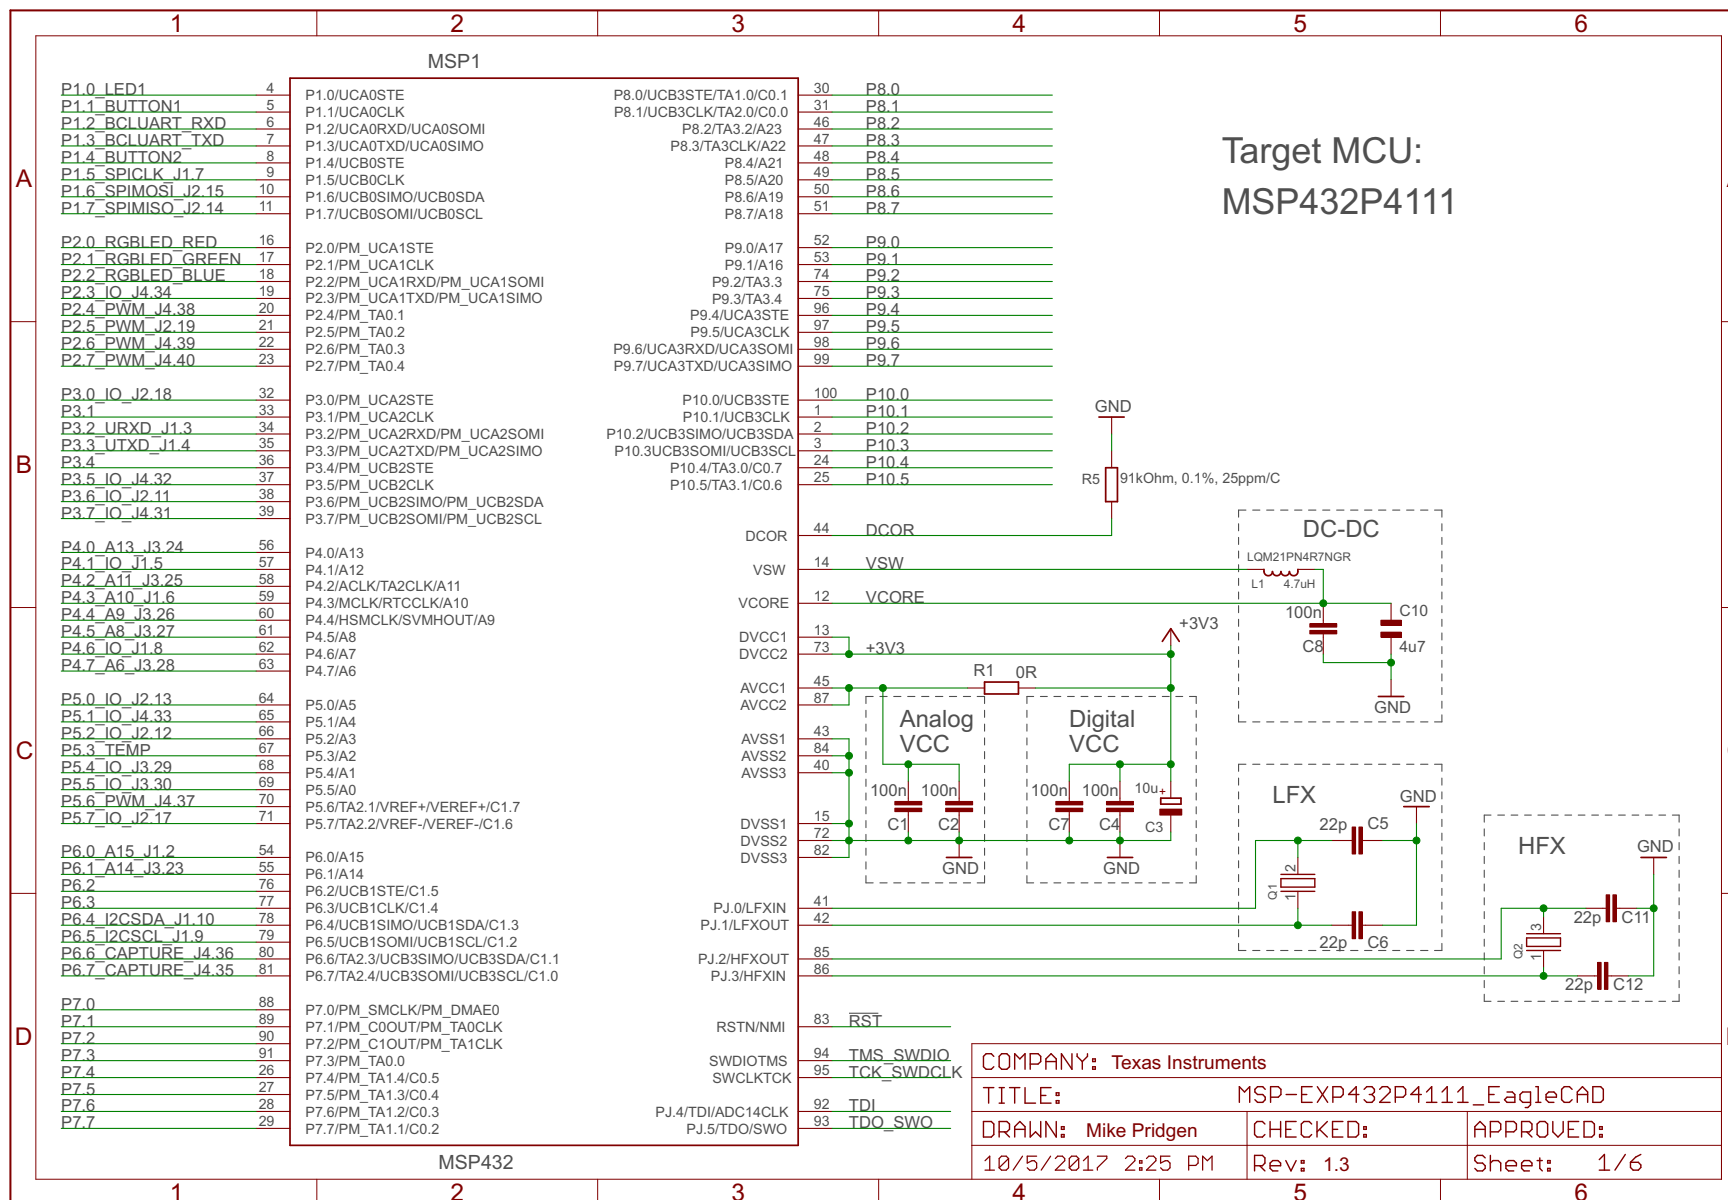 1 2 3 4 5 6
MSP1
P1.0_LED1 4 P1.0/UCA0STE
P1.1_BUTTON1 5 P1.1/UCA0CLK
P1.2_BCLUART_RXD 6 P1.2/UCA0RXD/UCA0SOMI
P1.3_BCLUART_TXD 7 P1.3/UCA0TXD/UCA0SIMO
P1.4_BUTTON2 8 P1.4/UCB0STE
P1.5_SPICLK_J1.7 9 P1.5/UCB0CLK
P1.6_SPIMOSI_J2.15 10 P1.6/UCB0SIMO/UCB0SDA
P1.7_SPIMISO_J2.14 11 P1.7/UCB0SOMI/UCB0SCL
P2.0_RGBLED_RED 16 P2.0/PM_UCA1STE
P2.1_RGBLED_GREEN 17 P2.1/PM_UCA1CLK
P2.2_RGBLED_BLUE 18 P2.2/PM_UCA1RXD/PM_UCA1SOMI
P2.3_IO_J4.34 19 P2.3/PM_UCA1TXD/PM_UCA1SIMO
P2.4_PWM_J4.38 20 P2.4/PM_TA0.1
P2.5_PWM_J2.19 21 P2.5/PM_TA0.2
P2.6_PWM_J4.39 22 P2.6/PM_TA0.3
P2.7_PWM_J4.40 23 P2.7/PM_TA0.4
P3.0_IO_J2.18 32 P3.0/PM_UCA2STE
P3.1 33 P3.1/PM_UCA2CLK
P3.2_URXD_J1.3 34 P3.2/PM_UCA2RXD/PM_UCA2SOMI
P3.3_UTXD_J1.4 35 P3.3/PM_UCA2TXD/PM_UCA2SIMO
P3.4 36 P3.4/PM_UCB2STE
P3.5_IO_J4.32 37 P3.5/PM_UCB2CLK
P3.6_IO_J2.11 38 P3.6/PM_UCB2SIMO/PM_UCB2SDA
P3.7_IO_J4.31 39 P3.7/PM_UCB2SOMI/PM_UCB2SCL
P4.0_A13_J3.24 56 P4.0/A13
P4.1_IO_J1.5 57 P4.1/A12
P4.2_A11_J3.25 58 P4.2/ACLK/TA2CLK/A11
P4.3_A10_J1.6 59 P4.3/MCLK/RTCCLK/A10
P4.4_A9_J3.26 60 P4.4/HSMCLK/SVMHOUT/A9
P4.5_A8_J3.27 61 P4.5/A8
P4.6_IO_J1.8 62 P4.6/A7
P4.7_A6_J3.28 63 P4.7/A6
P5.0_IO_J2.13 64 P5.0/A5
P5.1_IO_J4.33 65 P5.1/A4
P5.2_IO_J2.12 66 P5.2/A3
P5.3_TEMP 67 P5.3/A2
P5.4_IO_J3.29 68 P5.4/A1
P5.5_IO_J3.30 69 P5.5/A0
P5.6_PWM_J4.37 70 P5.6/TA2.1/VREF+/VEREF+/C1.7
P5.7_IO_J2.17 71 P5.7/TA2.2/VREF-/VEREF-/C1.6
P6.0_A15_J1.2 54 P6.0/A15
P6.1_A14_J3.23 55 P6.1/A14
P6.2 76 P6.2/UCB1STE/C1.5
P6.3 77 P6.3/UCB1CLK/C1.4
P6.4_I2CSDA_J1.10 78 P6.4/UCB1SIMO/UCB1SDA/C1.3
P6.5_I2CSCL_J1.9 79 P6.5/UCB1SOMI/UCB1SCL/C1.2
P6.6_CAPTURE_J4.36 80 P6.6/TA2.3/UCB3SIMO/UCB3SDA/C1.1
P6.7_CAPTURE_J4.35 81 P6.7/TA2.4/UCB3SOMI/UCB3SCL/C1.0
P7.0 88 P7.0/PM_SMCLK/PM_DMAE0
P7.1 89 P7.1/PM_C0OUT/PM_TA0CLK
P7.2 90 P7.2/PM_C1OUT/PM_TA1CLK
P7.3 91 P7.3/PM_TA0.0
P7.4 26 P7.4/PM_TA1.4/C0.5
P7.5 27 P7.5/PM_TA1.3/C0.4
P7.6 28 P7.6/PM_TA1.2/C0.3
P7.7 29 P7.7/PM_TA1.1/C0.2
P8.0/UCB3STE/TA1.0/C0.1 30 P8.0
P8.1/UCB3CLK/TA2.0/C0.0 31 P8.1
P8.2/TA3.2/A23 46 P8.2
P8.3/TA3CLK/A22 47 P8.3
P8.4/A21 48 P8.4
P8.5/A20 49 P8.5
P8.6/A19 50 P8.6
P8.7/A18 51 P8.7
P9.0/A17 52 P9.0
P9.1/A16 53 P9.1
P9.2/TA3.3 74 P9.2
P9.3/TA3.4 75 P9.3
P9.4/UCA3STE 96 P9.4
P9.5/UCA3CLK 97 P9.5
P9.6/UCA3RXD/UCA3SOMI 98 P9.6
P9.7/UCA3TXD/UCA3SIMO 99 P9.7
P10.0/UCB3STE 100 P10.0
P10.1/UCB3CLK 1 P10.1
P10.2/UCB3SIMO/UCB3SDA 2 P10.2
P10.3UCB3SOMI/UCB3SCL 3 P10.3
P10.4/TA3.0/C0.7 24 P10.4
P10.5/TA3.1/C0.6 25 P10.5
DCOR 44 DCOR
VSW 14 VSW
VCORE 12 VCORE
DVCC1 13
DVCC2 73 +3V3
AVCC1 45
AVCC2 87
AVSS1 43
AVSS2 84
AVSS3 40
DVSS1 15
DVSS2 72
DVSS3 82
PJ.0/LFXIN 41
PJ.1/LFXOUT 42
PJ.2/HFXOUT 85
PJ.3/HFXIN 86
RSTN/NMI 83 RST
SWDIOTMS 94 TMS_SWDIO
SWCLKTCK 95 TCK_SWDCLK
PJ.4/TDI/ADC14CLK 92 TDI
PJ.5/TDO/SWO 93 TDO_SWO
MSP432
Target MCU:
MSP432P4111
GND
R5 91kOhm, 0.1%, 25ppm/C
DC-DC
LQM21PN4R7NGR
L1 4.7uH
100n C10
C8 4u7
GND
+3V3
R1 0R
Analog
VCC
100n 100n
C1 C2
GND
Digital
VCC
100n 100n 10u +
C7 C4 C3
GND
LFX
GND
22p C5
Q1 2 1
22p C6
HFX
GND
22p C11
Q2 3 1
22p C12
A
B
C
D
COMPANY: Texas Instruments
TITLE: MSP-EXP432P4111_EagleCAD
DRAWN: Mike Pridgen CHECKED: APPROVED:
10/5/2017 2:25 PM Rev: 1.3 Sheet: 1/6
1 2 3 4 5 6